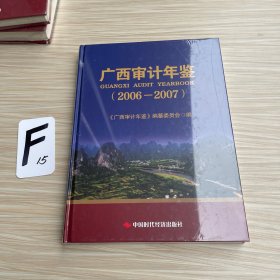 广西审计年鉴
GUANGXI AUDIT YEARBOOK
(2006—2007)
《广西审计年鉴》编纂委员会 编
中国时代经济出版社
F
15